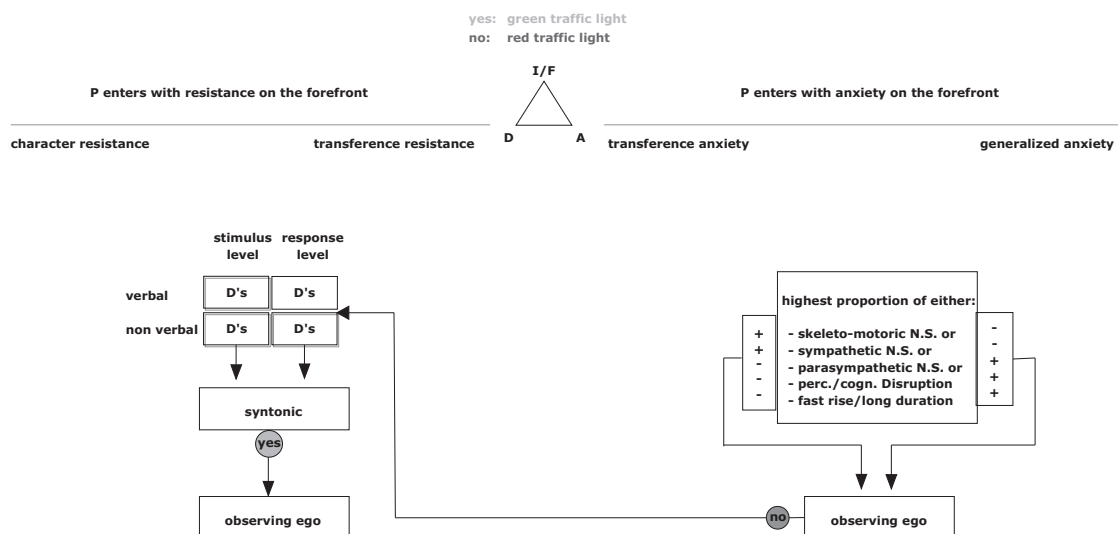 yes: green traffic light
no: red traffic light
I/F
P enters with resistance on the forefront
P enters with anxiety on the forefront
D
A
character resistance
transference resistance
transference anxiety
generalized anxiety
stimulus level
response level
verbal
D's
D's
non verbal
D's
D's
syntonic
yes
observing ego
highest proportion of either:
+
+
-
-
-
- skeleto-motoric N.S. or
- sympathetic N.S. or
- parasympathetic N.S. or
- perc./cogn. Disruption
- fast rise/long duration
-
-
+
+
+
no
observing ego